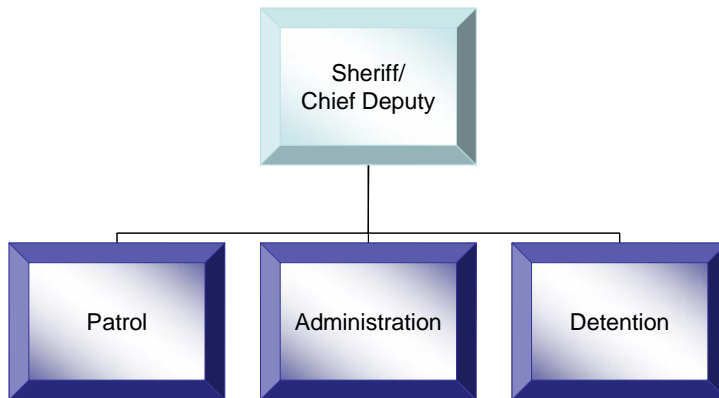 Sheriff/
Chief Deputy
Patrol
Administration
Detention